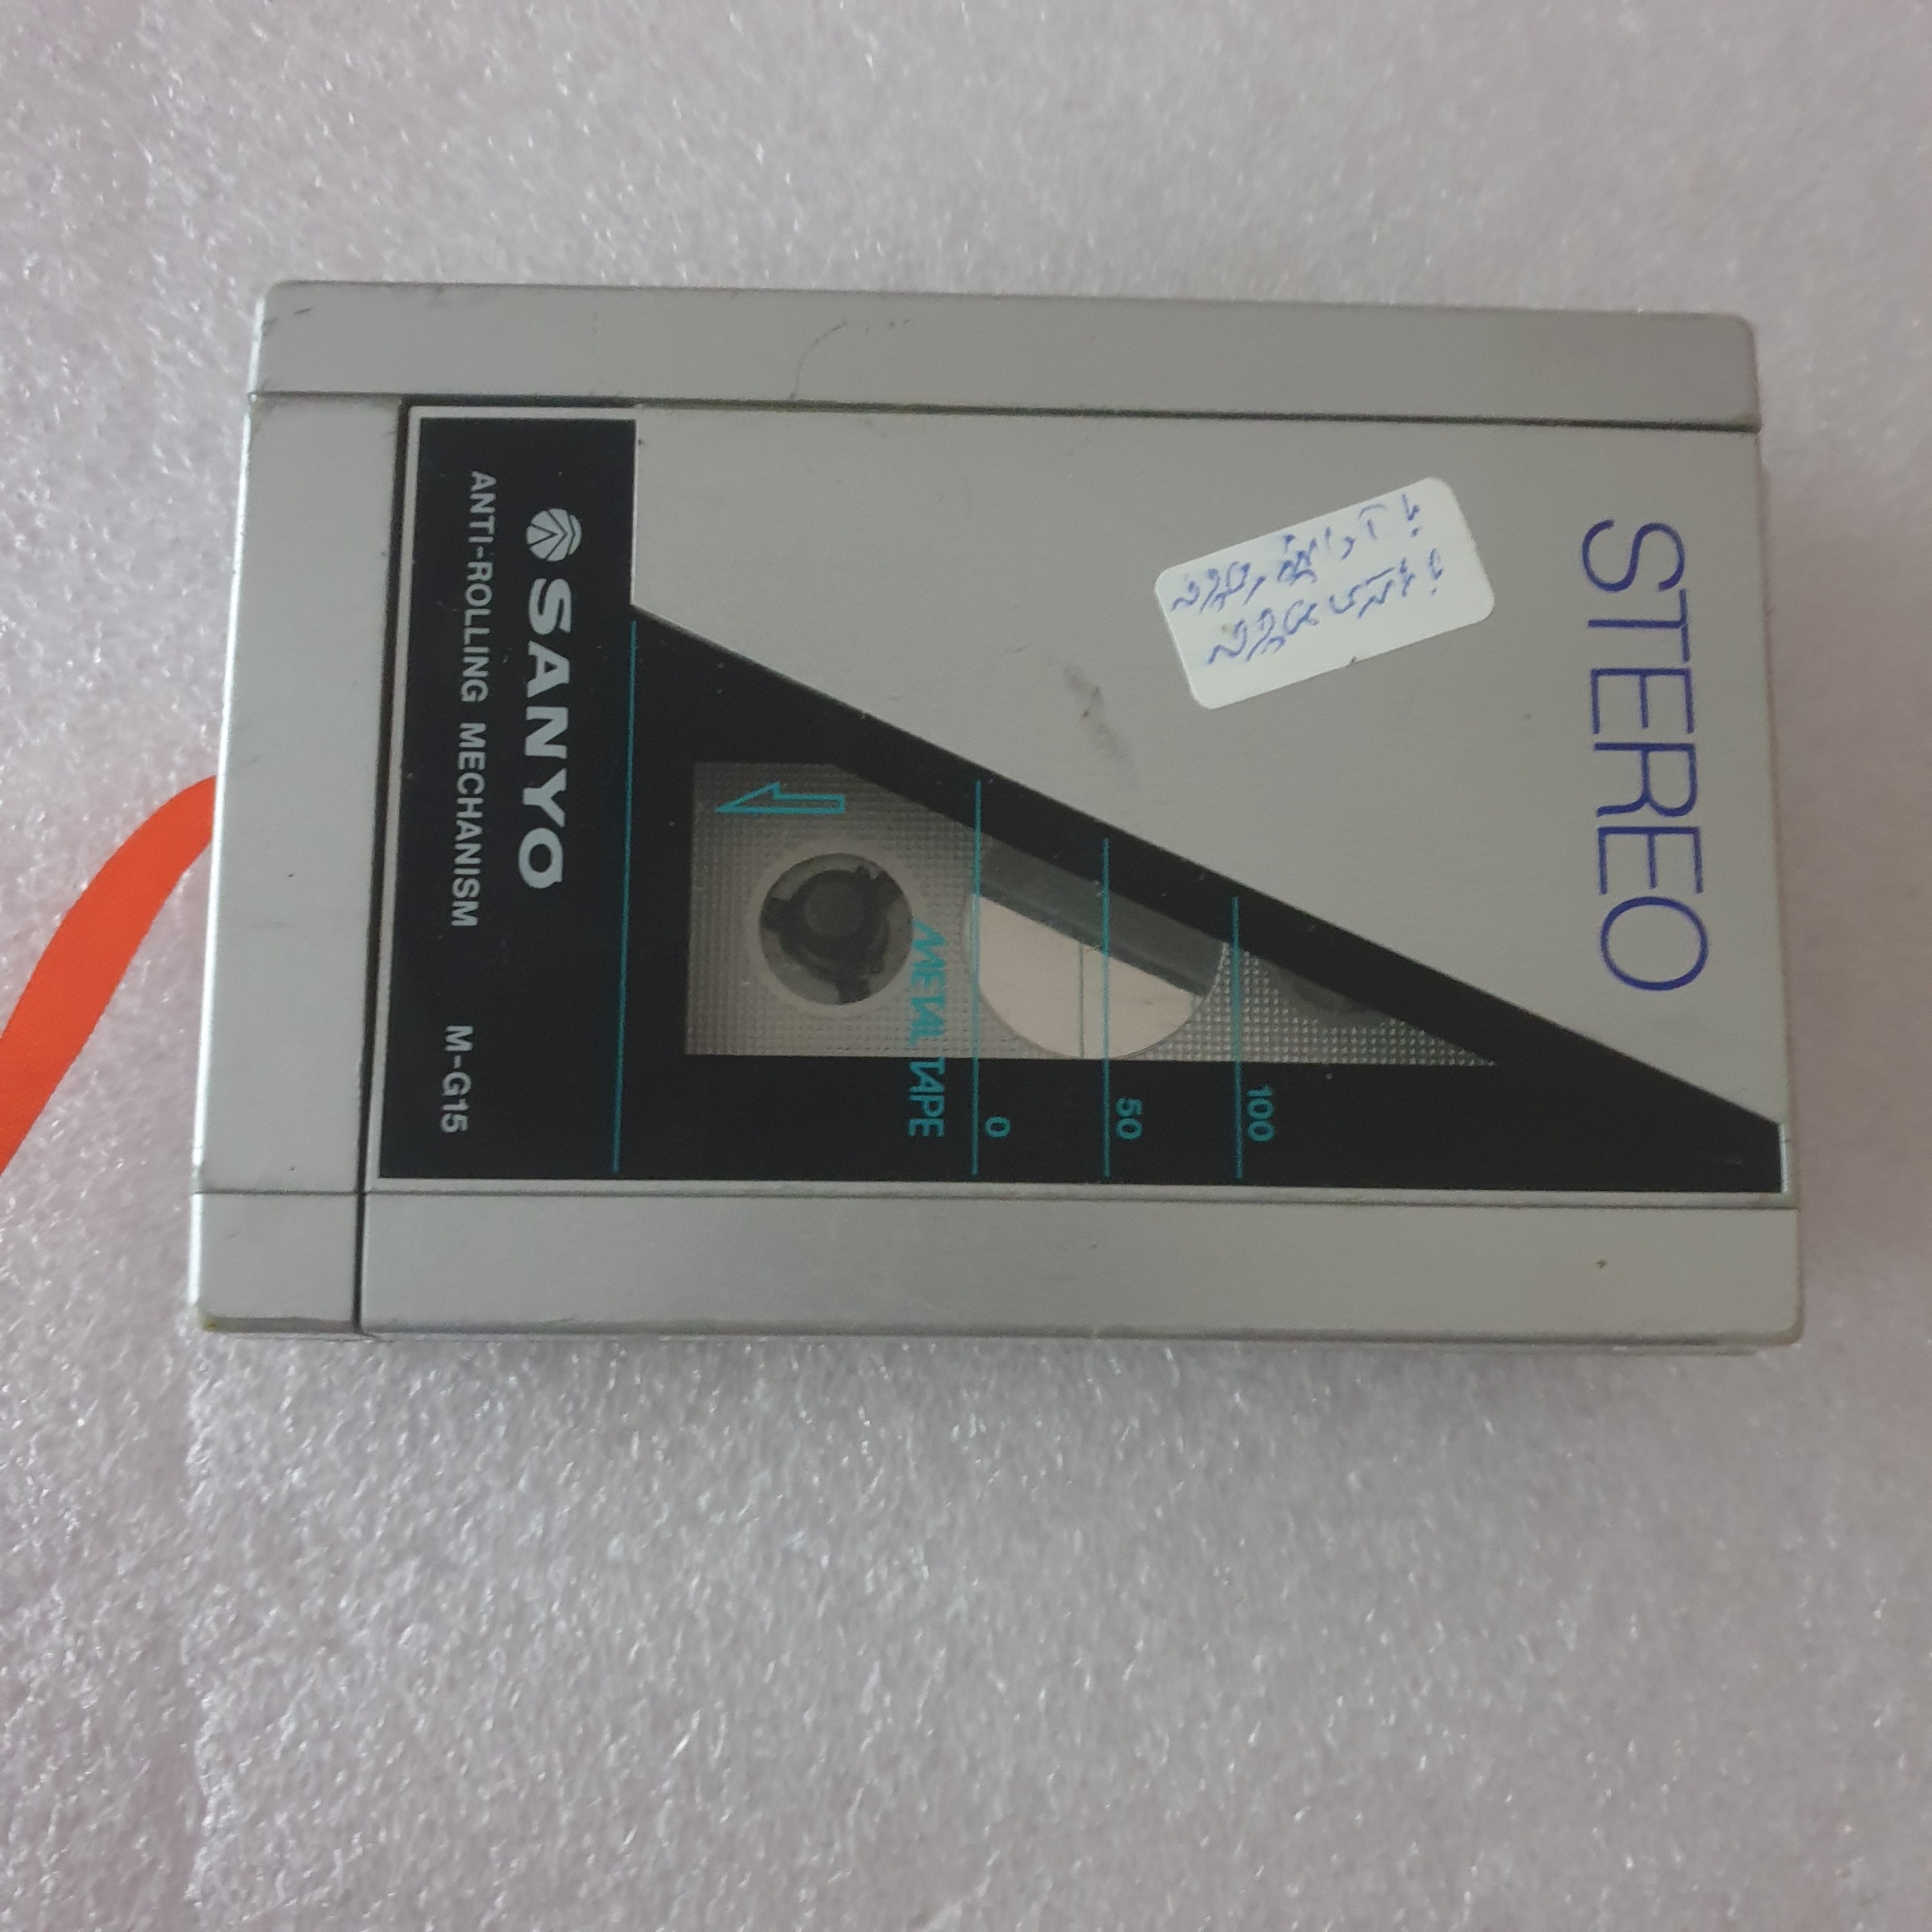 SANYO
ANTI-ROLLING MECHANISM
M-G15
METAL TAPE
0
50
100
STEREO